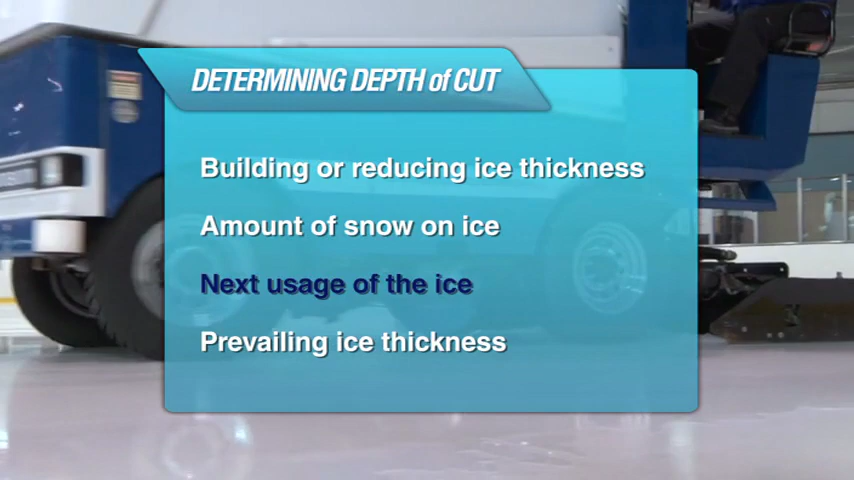 DETERMINING DEPTH of CUT
Building or reducing ice thickness
Amount of snow on ice
Next usage of the ice
Prevailing ice thickness